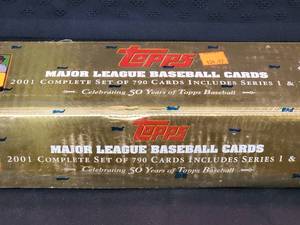 Topps
MAJOR LEAGUE BASEBALL CARDS
2001 COMPLETE SET OF 790 CARDS INCLUDES SERIES 1 &
Celebrating 50 Years of Topps Baseball
Topps
MAJOR LEAGUE BASEBALL CARDS
2001 COMPLETE SET OF 790 CARDS INCLUDES SERIES 1 &
Celebrating 50 Years of Topps Baseball